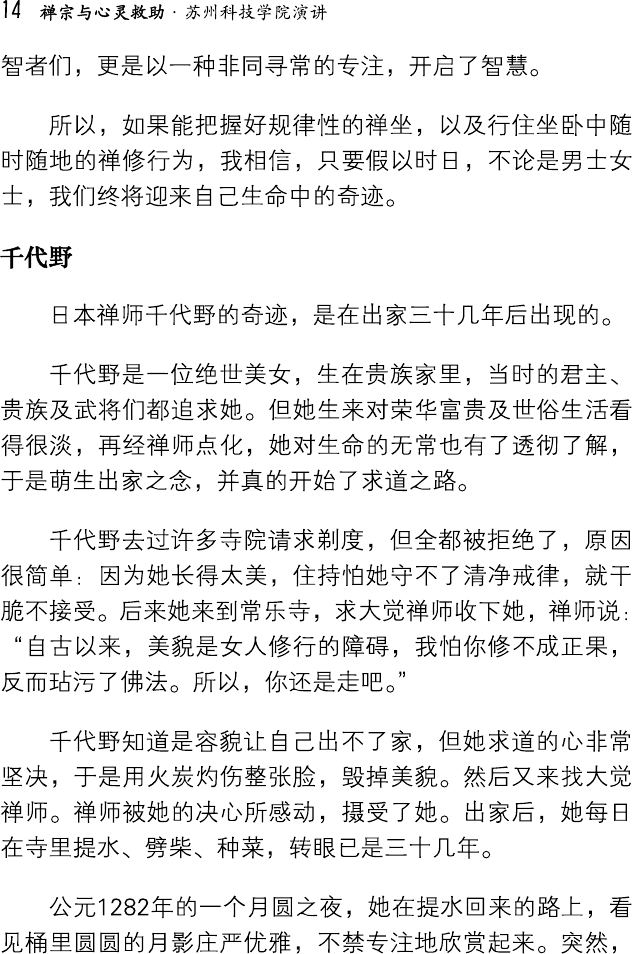 14 禅宗与心灵救助·苏州科技学院演讲
智者们，更是以一种非同寻常的专注，开启了智慧。
所以，如果能把握好规律性的禅坐，以及行住坐卧中随
时随地的禅修行为，我相信，只要假以时日，不论是男士女
士，我们终将迎来自己生命中的奇迹。
千代野
日本禅师千代野的奇迹，是在出家三十几年后出现的。
千代野是一位绝世美女，生在贵族家里，当时的君主、
贵族及武将们都追求她。但她生来对荣华富贵及世俗生活看
得很淡，再经禅师点化，她对生命的无常也有了透彻了解，
于是萌生出家之念，并真的开始了求道之路。
千代野去过许多寺院请求剃度，但全都被拒绝了，原因
很简单：因为她长得太美，住持怕她守不了清净戒律，就干
脆不接受。后来她来到常乐寺，求大觉禅师收下她，禅师说：
“自古以来，美貌是女人修行的障碍，我怕你修不成正果，
反而玷污了佛法。所以，你还是走吧。”
千代野知道是容貌让自己出不了家，但她求道的心非常
坚决，于是用火炭灼伤整张脸，毁掉美貌。然后又来找大觉
禅师。禅师被她的决心所感动，摄受了她。出家后，她每日
在寺里提水、劈柴、种菜，转眼已是三十几年。
公元1282年的一个月圆之夜，她在提水回来的路上，看
见桶里圆圆的月影庄严优雅，不禁专注地欣赏起来。突然，